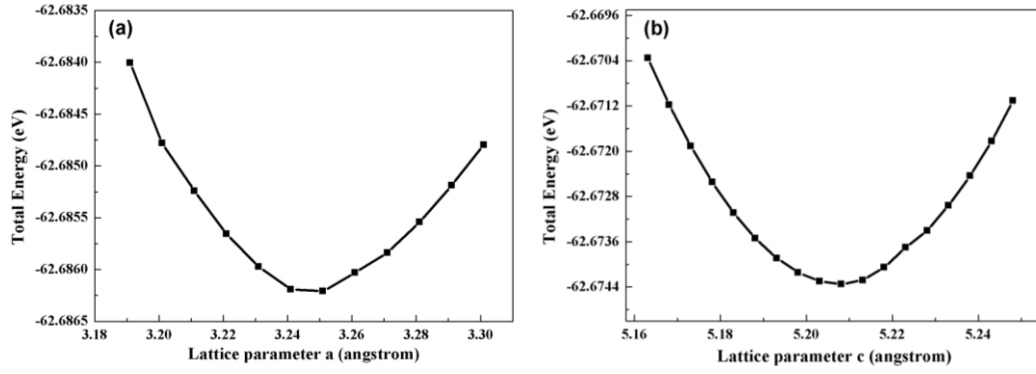 (a)
Total Energy (eV)
-62.6835
-62.6840
-62.6845
-62.6850
-62.6855
-62.6860
-62.6865
3.18 3.20 3.22 3.24 3.26 3.28 3.30
Lattice parameter a (angstrom)
(b)
Total Energy (eV)
-62.6696
-62.6704
-62.6712
-62.6720
-62.6728
-62.6736
-62.6744
5.16 5.18 5.20 5.22 5.24
Lattice parameter c (angstrom)